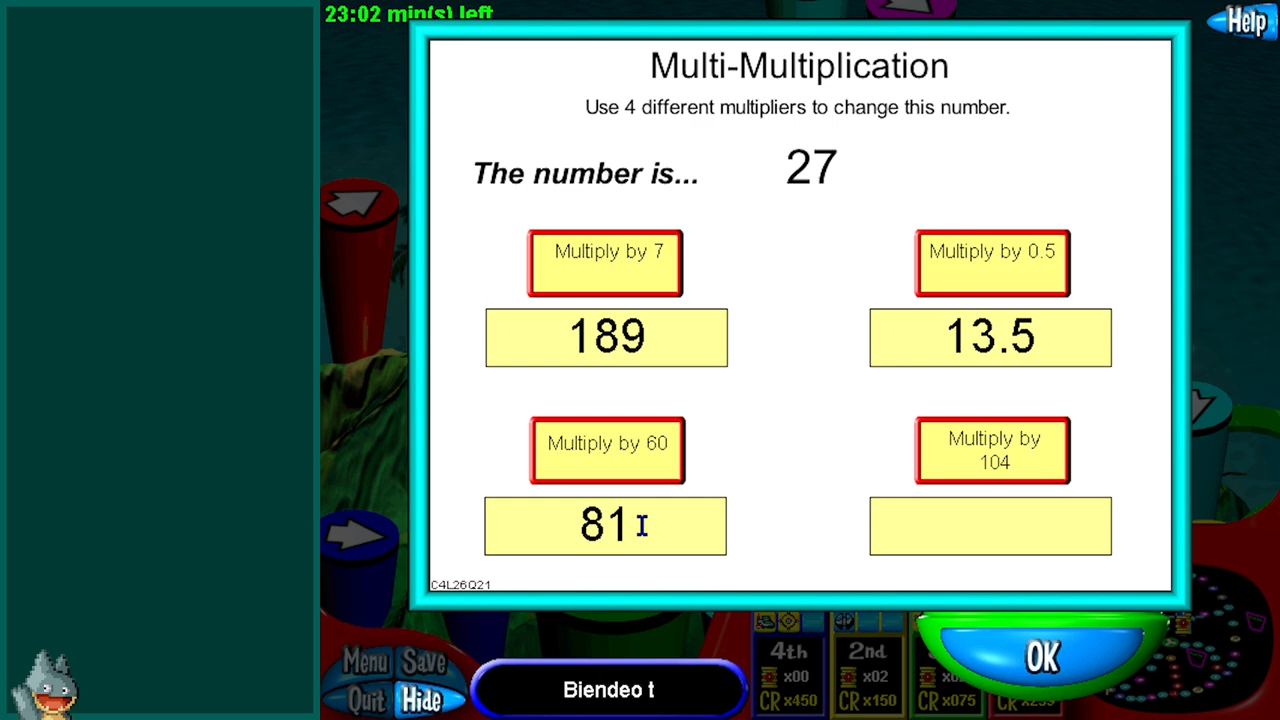 23:02 min(s) left
Help
Multi-Multiplication
Use 4 different multipliers to change this number.
The number is... 27
Multiply by 7
Multiply by 0.5
189
13.5
Multiply by 60
Multiply by
104
81
C4L26Q21
Menu Save
Quit Hide
Biendeo t
4th
x00
CR x450
2nd
x02
CR x150
CR x075
OK